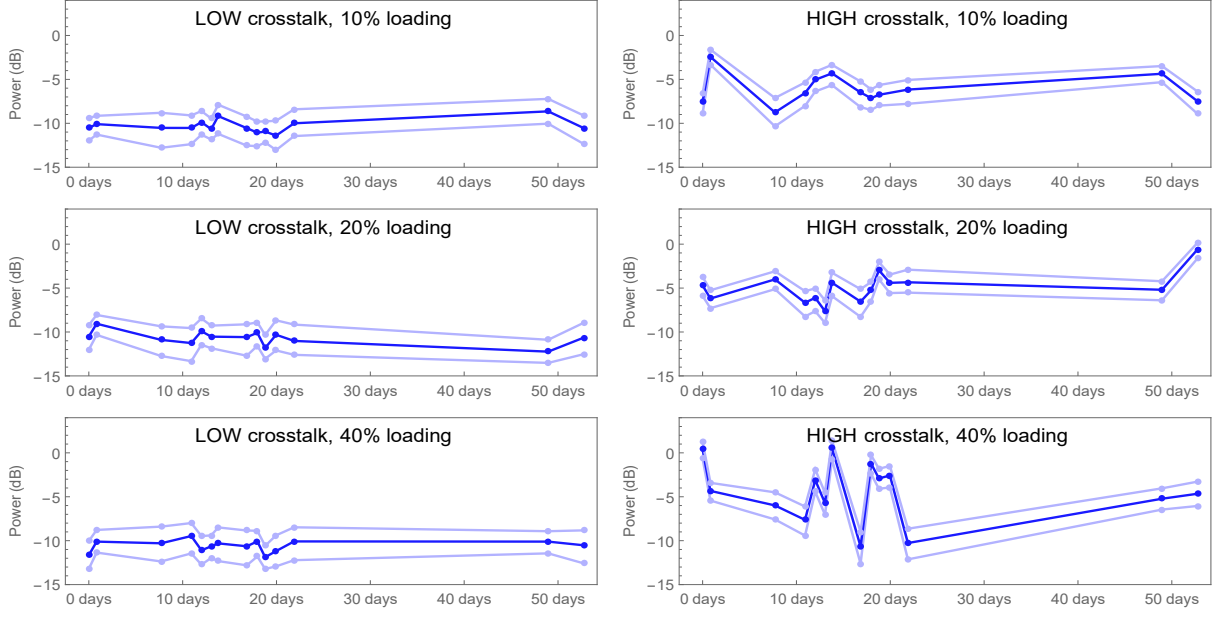 LOW crosstalk, 10% loading
Power (dB)
0
−5
−10
−15
0 days 10 days 20 days 30 days 40 days 50 days
HIGH crosstalk, 10% loading
Power (dB)
0
−5
−10
−15
0 days 10 days 20 days 30 days 40 days 50 days
LOW crosstalk, 20% loading
Power (dB)
0
−5
−10
−15
0 days 10 days 20 days 30 days 40 days 50 days
HIGH crosstalk, 20% loading
Power (dB)
0
−5
−10
−15
0 days 10 days 20 days 30 days 40 days 50 days
LOW crosstalk, 40% loading
Power (dB)
0
−5
−10
−15
0 days 10 days 20 days 30 days 40 days 50 days
HIGH crosstalk, 40% loading
Power (dB)
0
−5
−10
−15
0 days 10 days 20 days 30 days 40 days 50 days